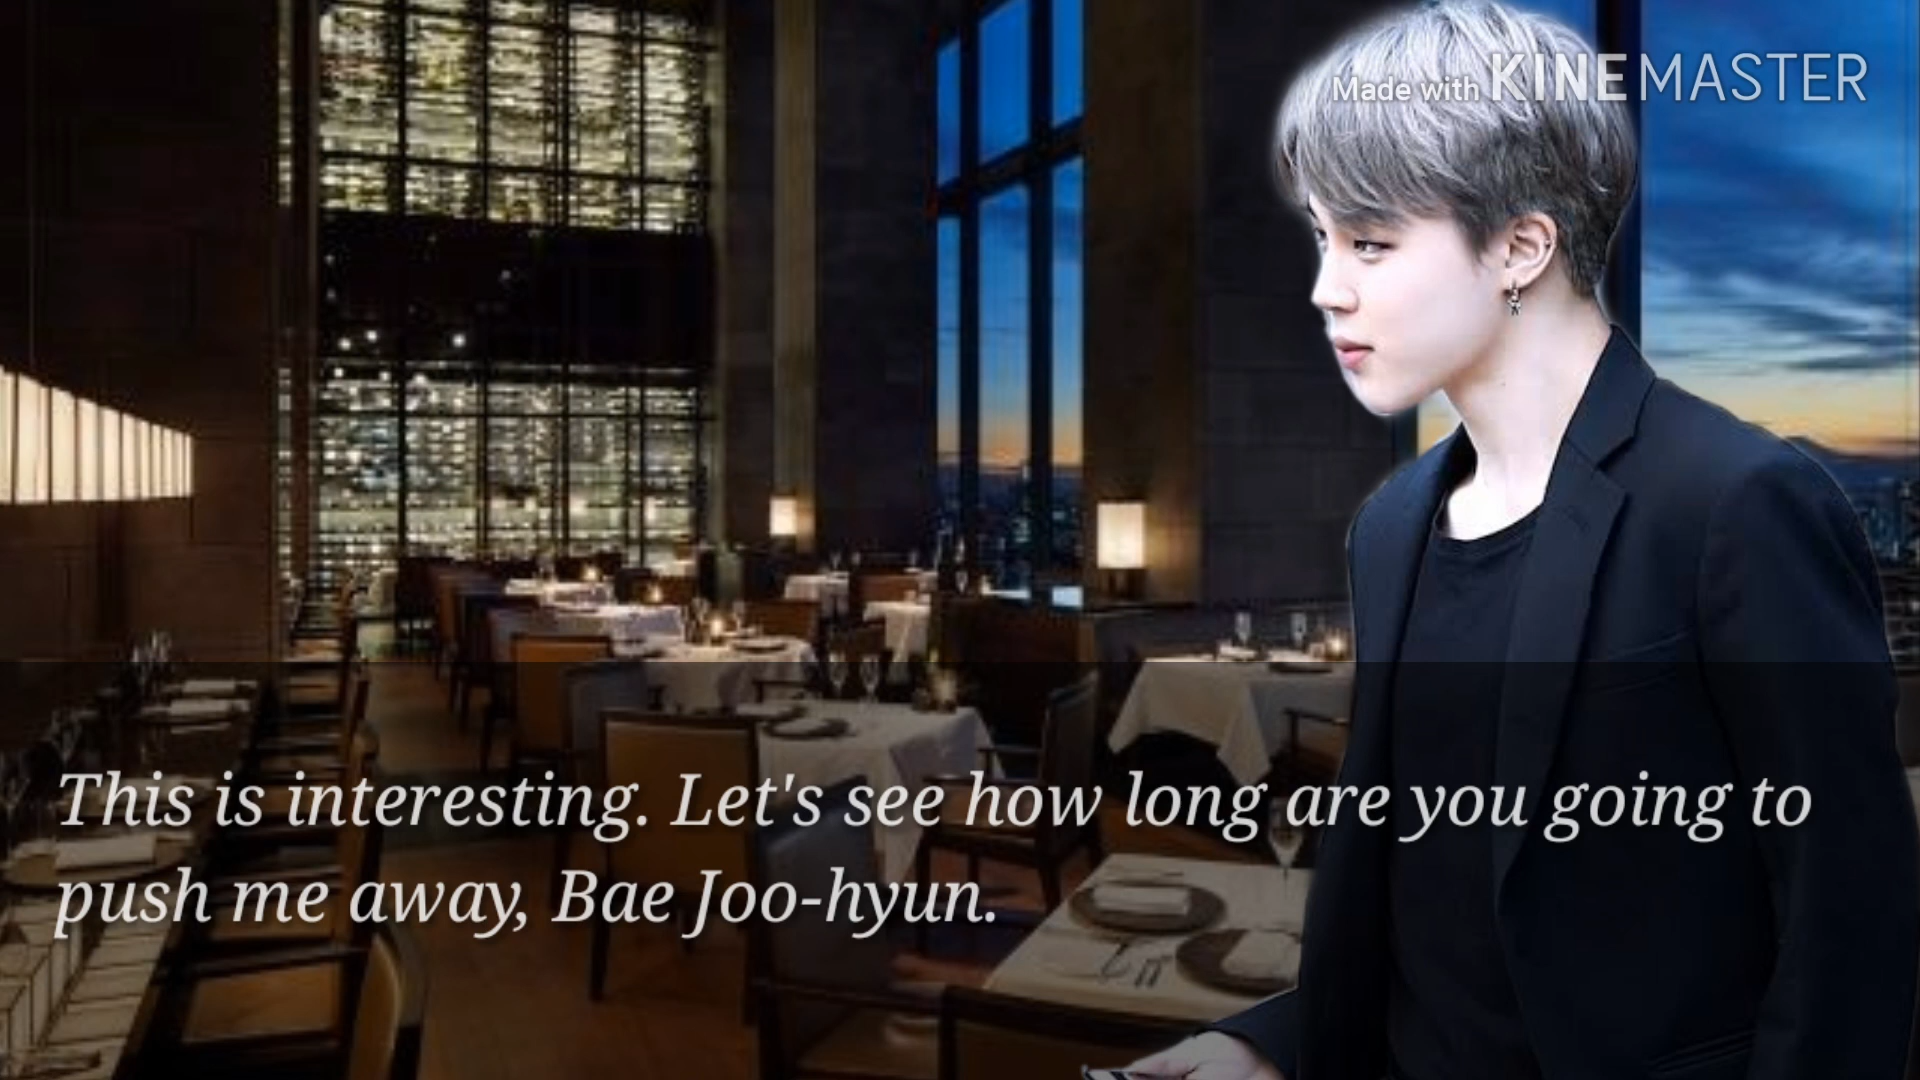 Made with KINEMASTER
This is interesting. Let's see how long are you going to
push me away, Bae Joo-hyun.